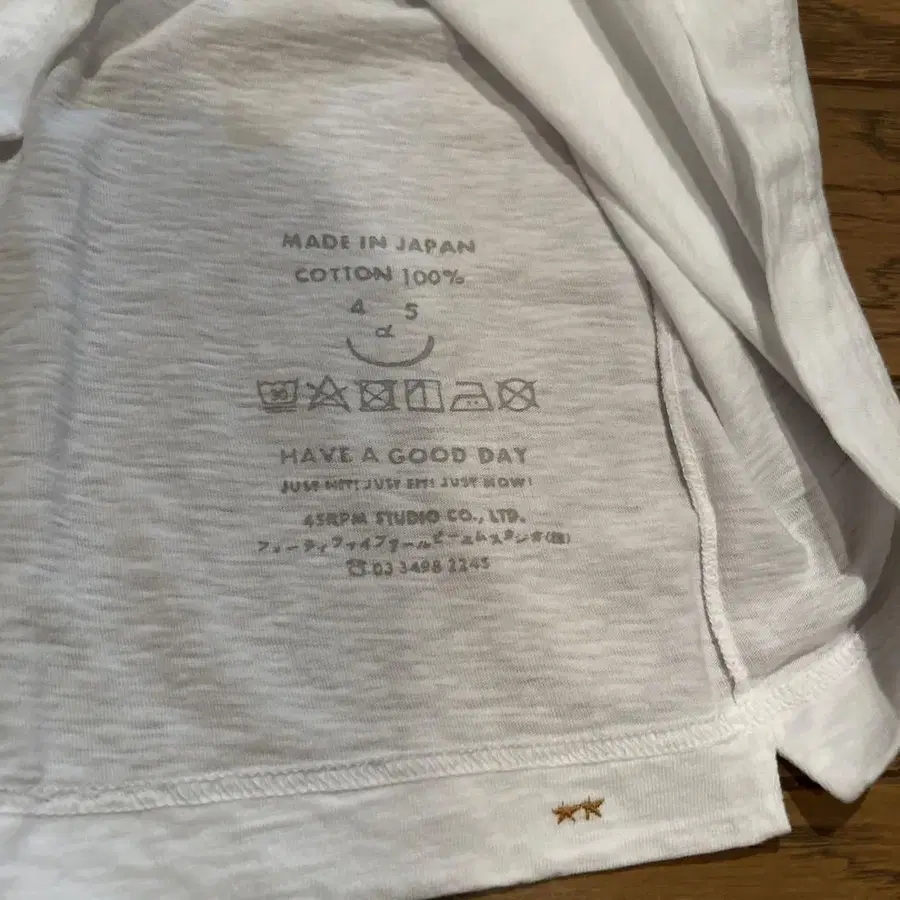 MADE IN JAPAN
COTTON 100%
4 5
α
HAVE A GOOD DAY
JUST HIT! JUST FIT! JUST NOW!
45RPM STUDIO CO., LTD.
フォーティファイブアールピーエムスタジオ(株)
☎03 3498 2245